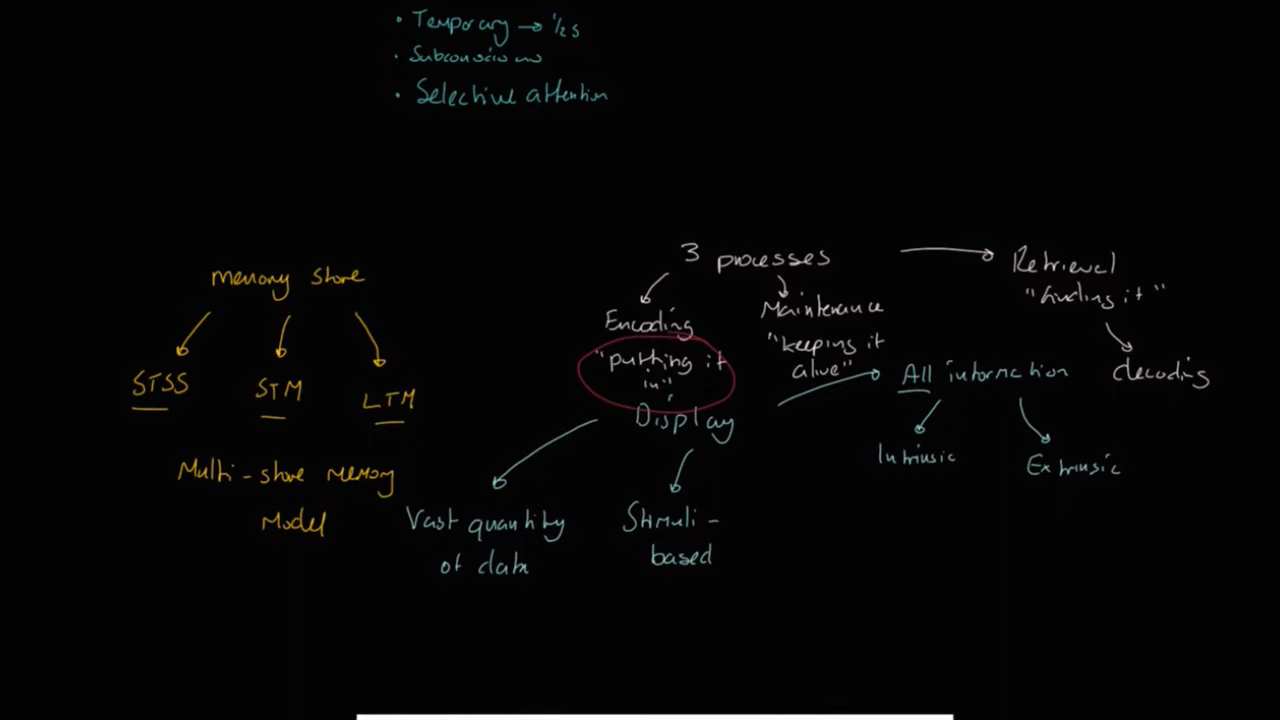 • Temporary → 1/2 s
• Subconscious
• Selective attention
memory store
STSS
STM
LTM
Multi-store memory
Model
3 processes
Encoding
"putting it
in"
Maintenance
"keeping it
alive"
Retrieval
"finding it"
decoding
Display
Vast quantity
of data
Stimuli-
based
All information
Intrinsic
Extrinsic